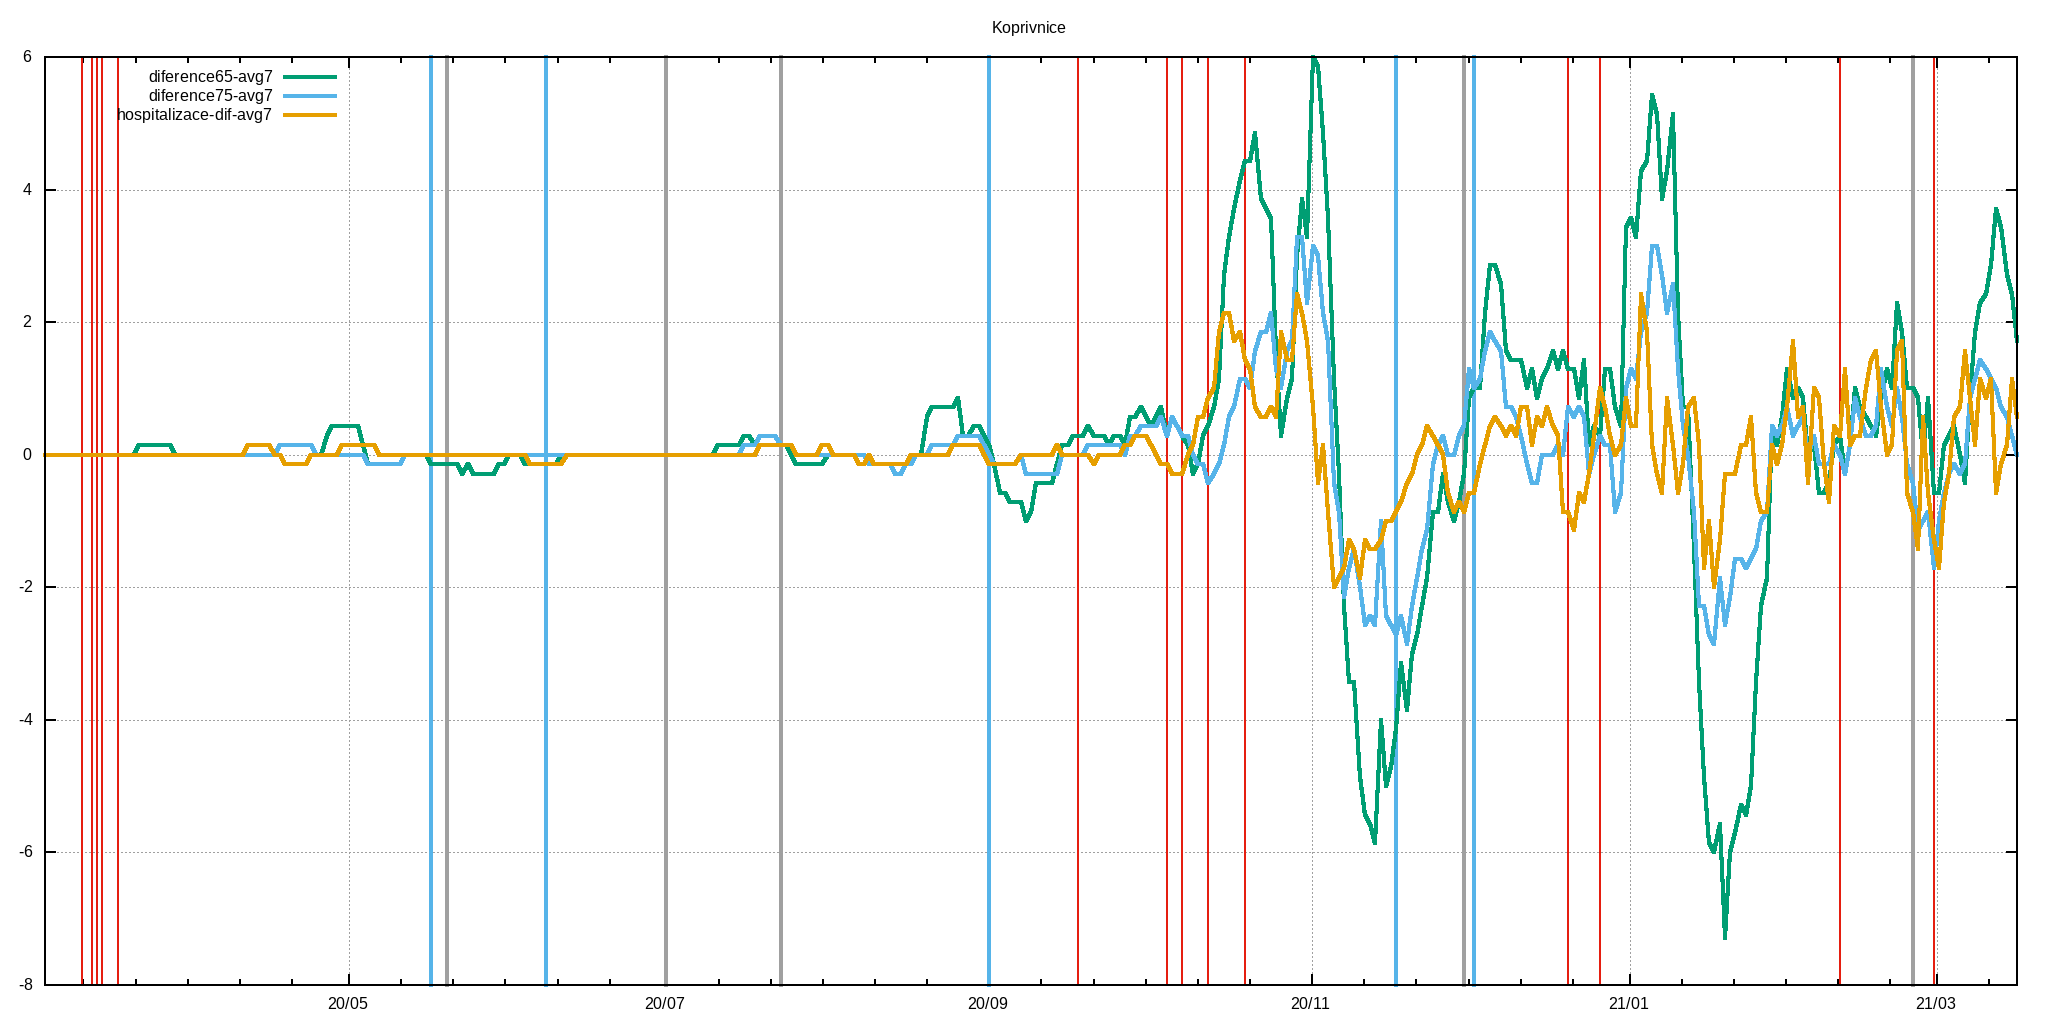 Koprivnice
6
diference65-avg7
diference75-avg7
hospitalizace-dif-avg7
4
2
0
-2
-4
-6
-8
20/05 20/07 20/09 20/11 21/01 21/03